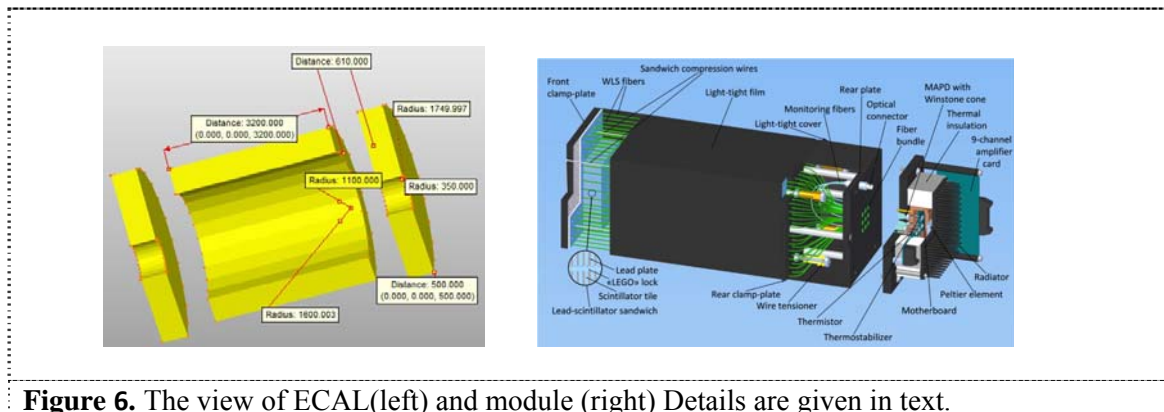 Distance: 610.000
Radius: 1749.997
Distance: 3200.000
(0.000, 0.000, 3200.000)
Radius: 1100.000
Radius: 350.000
Distance: 500.000
(0.000, 0.000, 500.000)
Radius: 1600.003
Sandwich compression wires
Front
clamp-plate
WLS fibers
Light-tight film
Rear plate
Monitoring fibers
Optical
connector
Light-tight cover
Fiber
bundle
MAPD with
Winstone cone
Thermal
insulation
9-channel
amplifier
card
Lead plate
«LEGO» lock
Scintillator tile
Lead-scintillator sandwich
Rear clamp-plate
Wire tensioner
Thermistor
Thermostabilizer
Motherboard
Peltier element
Radiator
Figure 6. The view of ECAL(left) and module (right) Details are given in text.